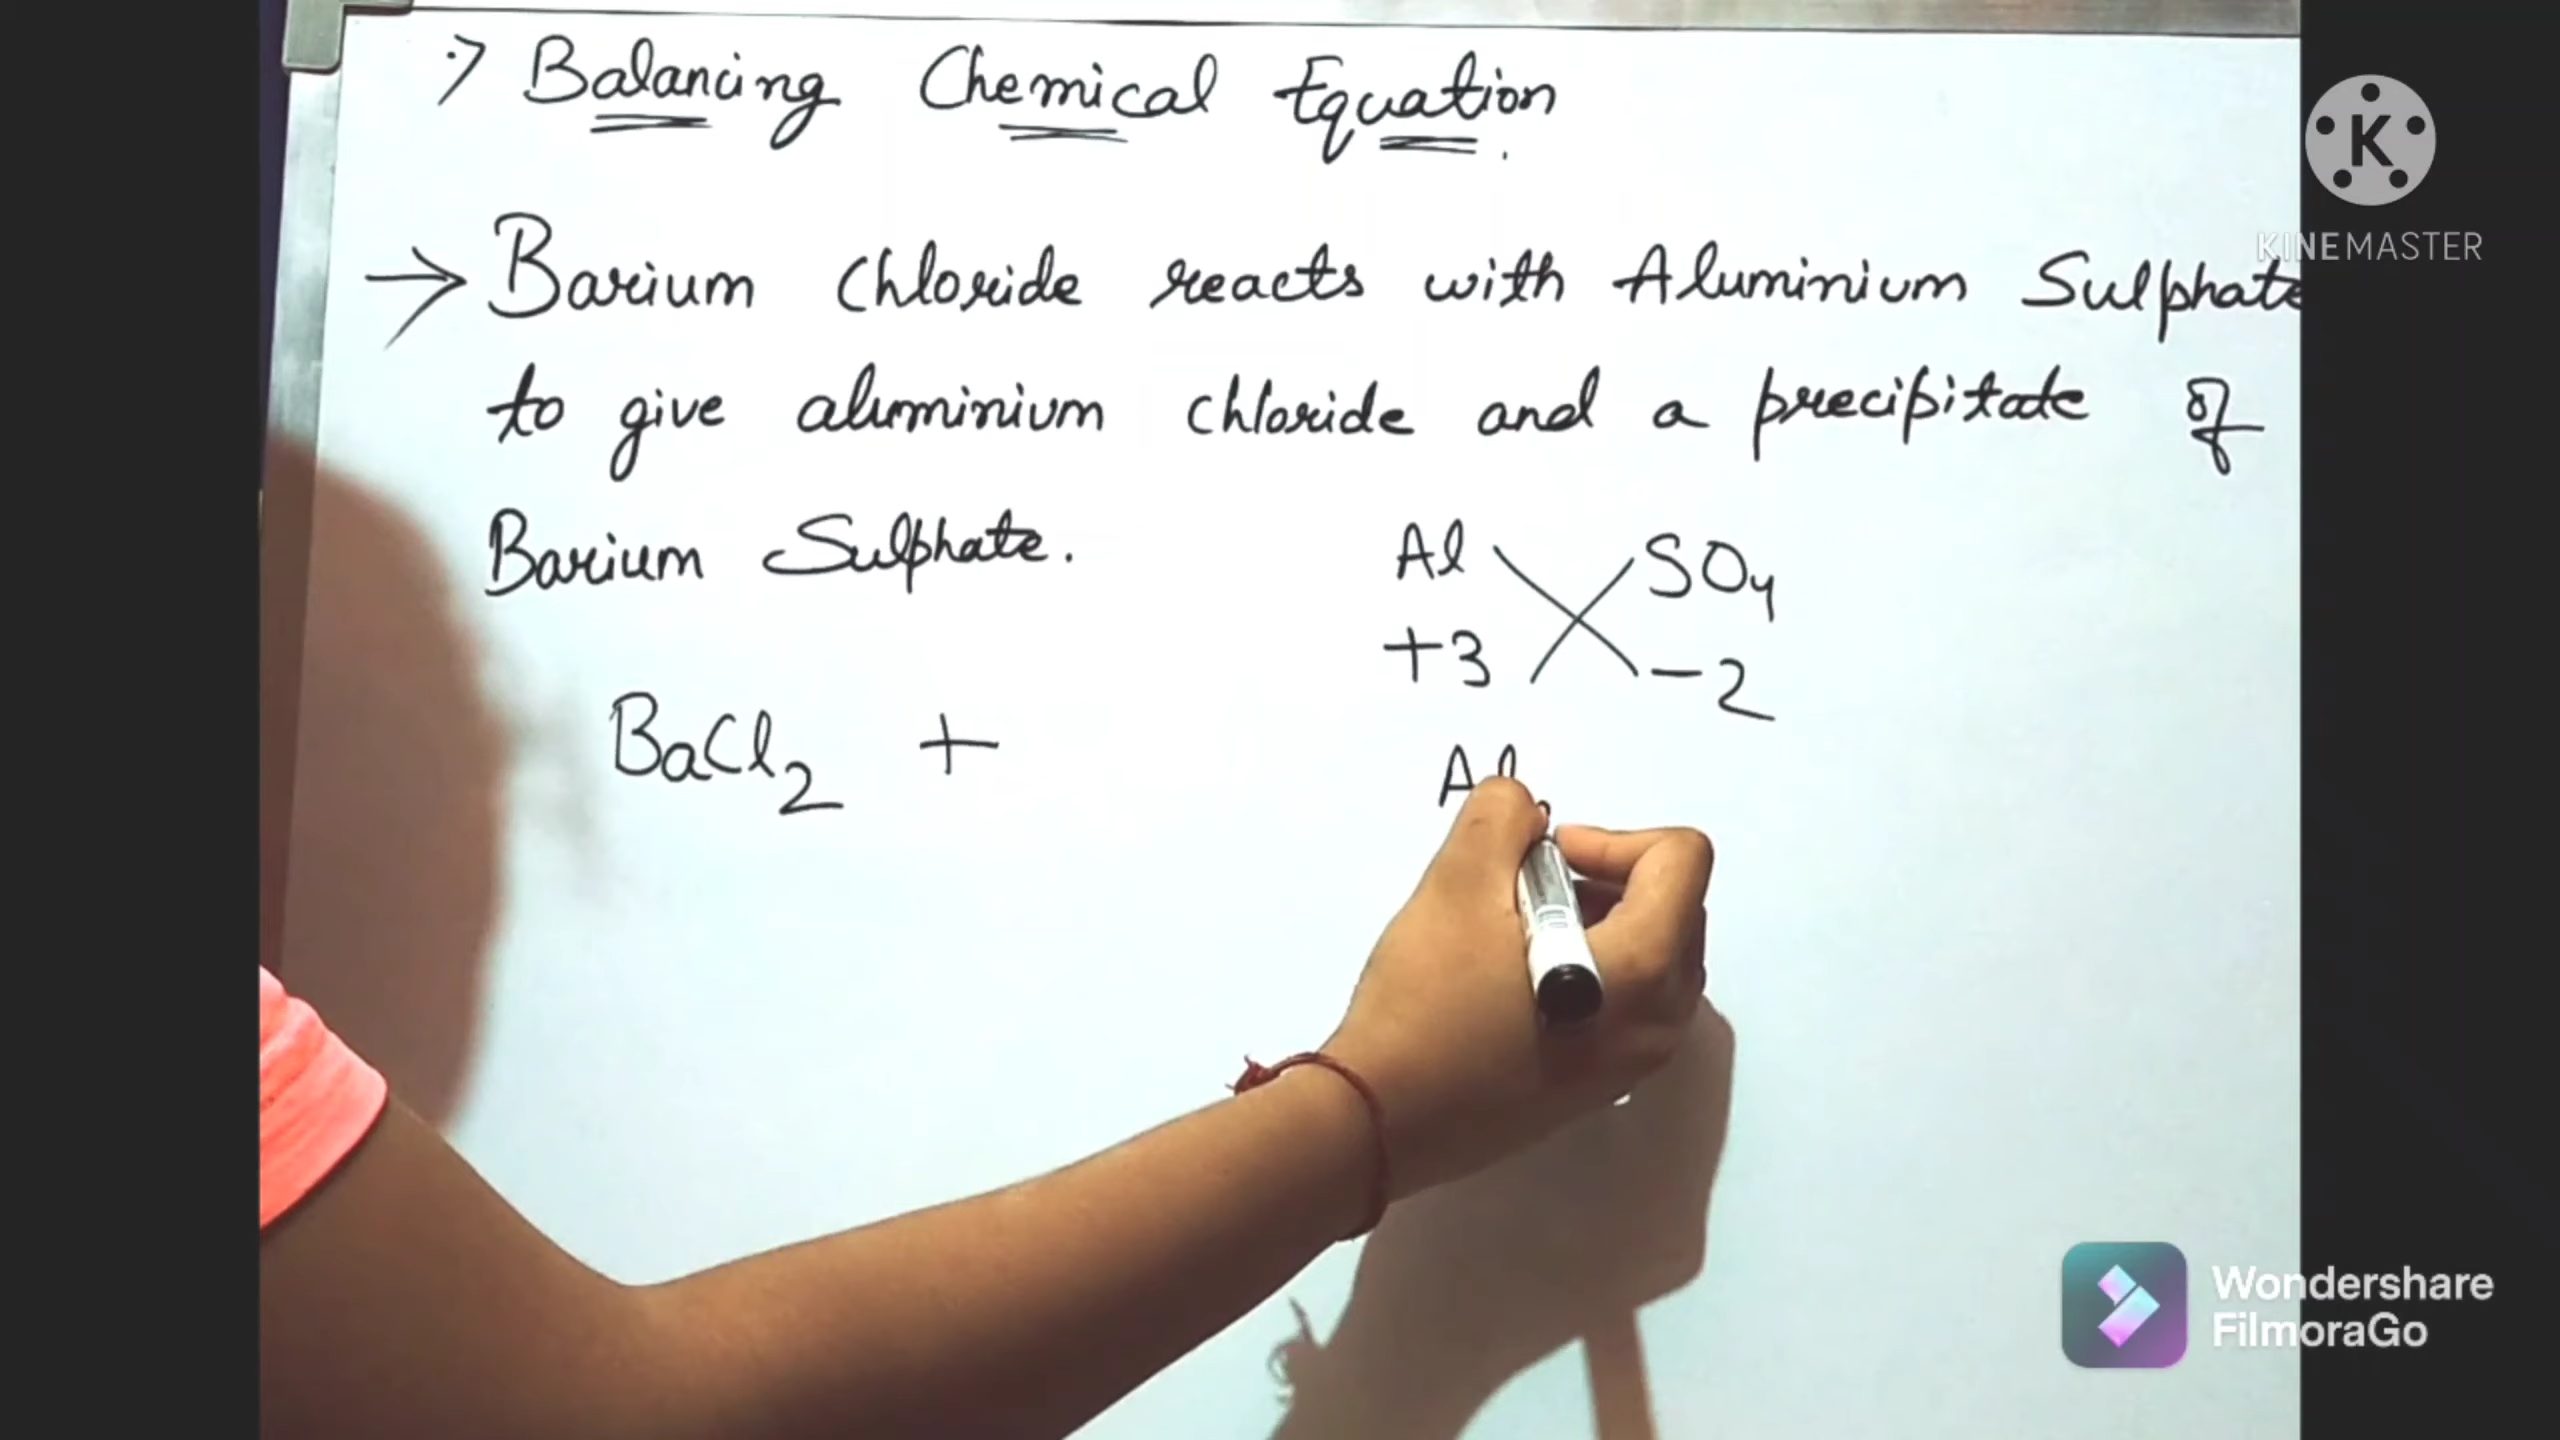 :> Balancing Chemical Equation.
K
KINEMASTER
→ Barium Chloride reacts with Aluminium Sulphate
to give aluminium chloride and a precipitate of
Barium Sulphate.
Al SO₄
+3 -2
BaCl₂ +
Al
Wondershare
FilmoraGo